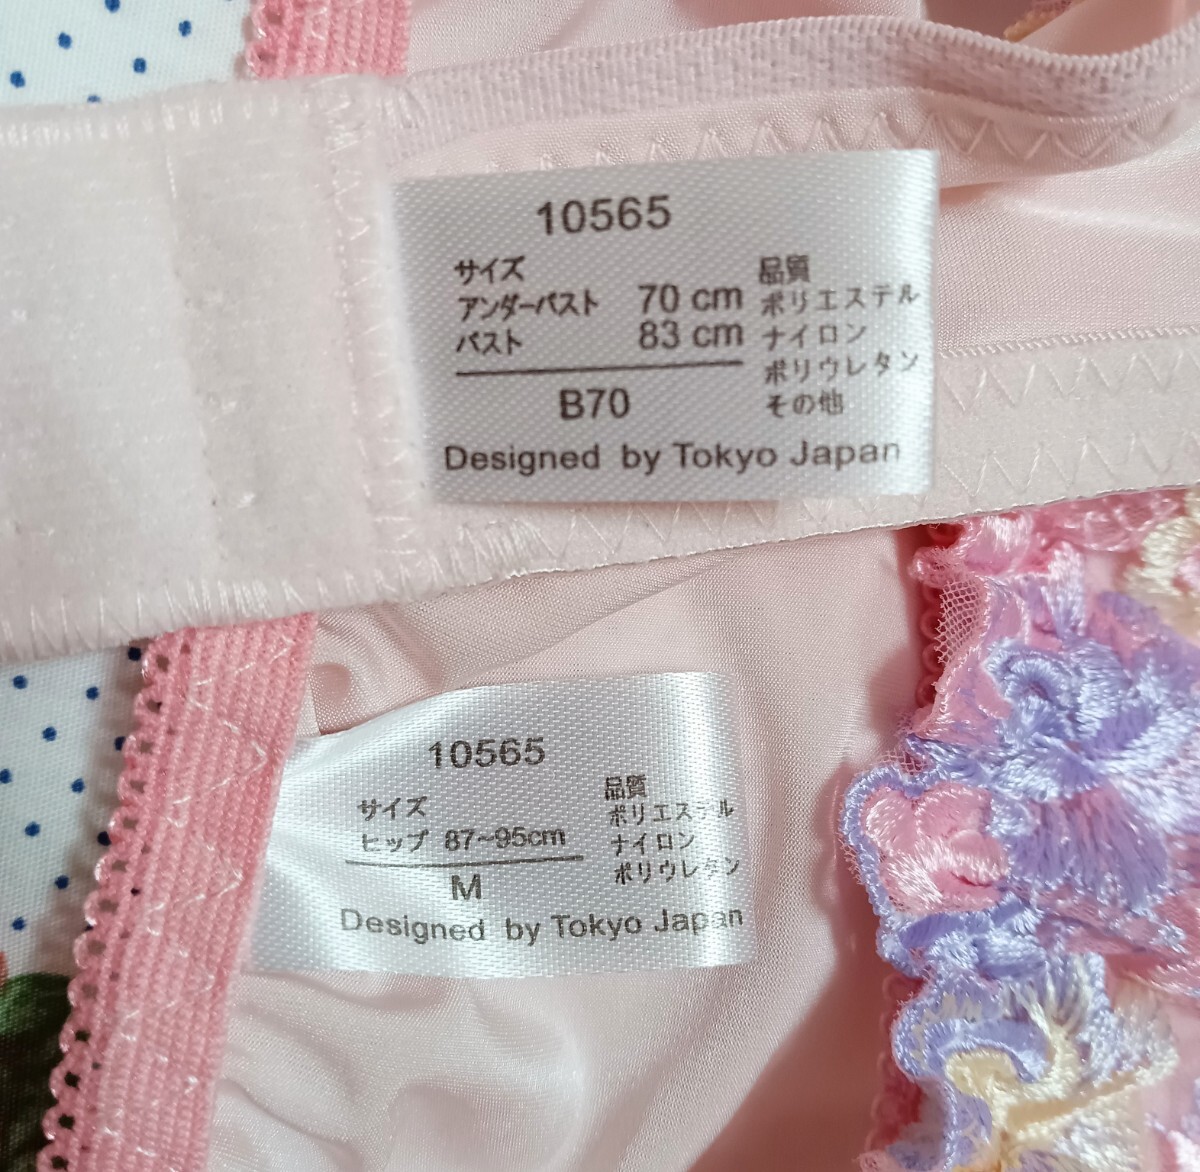 10565
サイズ
アンダーバスト 70 cm
バスト 83 cm
B70
品質
ポリエステル
ナイロン
ポリウレタン
その他
Designed by Tokyo Japan
10565
サイズ
ヒップ 87~95cm
M
品質
ポリエステル
ナイロン
ポリウレタン
Designed by Tokyo Japan